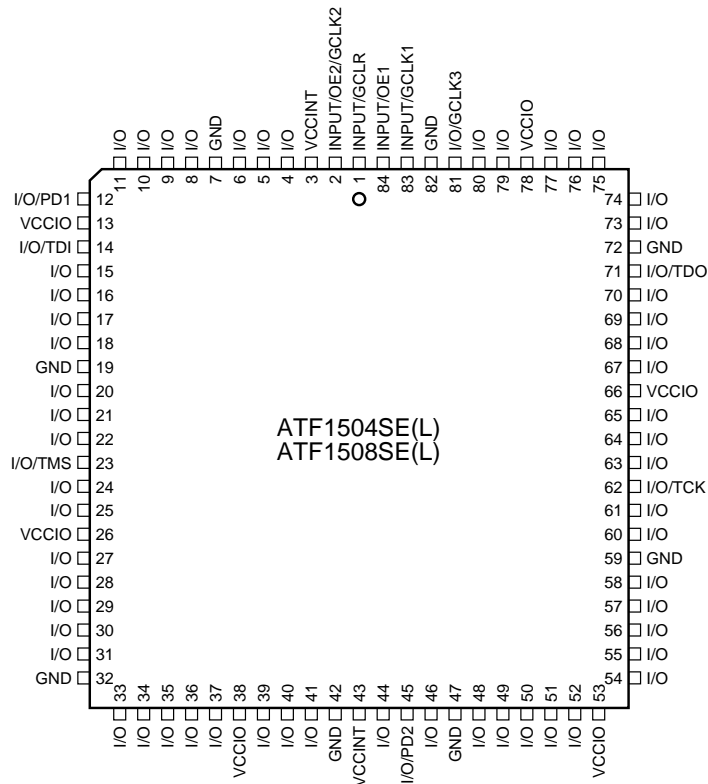 I/O
I/O
I/O
I/O
GND
I/O
I/O
I/O
VCCINT
INPUT/OE2/GCLK2
INPUT/GCLR
INPUT/OE1
INPUT/GCLK1
GND
I/O/GCLK3
I/O
I/O
VCCIO
I/O
I/O
I/O
11
10
9
8
7
6
5
4
3
2
1
84
83
82
81
80
79
78
77
76
75
I/O/PD1 12
VCCIO 13
I/O/TDI 14
I/O 15
I/O 16
I/O 17
I/O 18
GND 19
I/O 20
I/O 21
I/O 22
I/O/TMS 23
I/O 24
I/O 25
VCCIO 26
I/O 27
I/O 28
I/O 29
I/O 30
I/O 31
GND 32
ATF1504SE(L)
ATF1508SE(L)
74 I/O
73 I/O
72 GND
71 I/O/TDO
70 I/O
69 I/O
68 I/O
67 I/O
66 VCCIO
65 I/O
64 I/O
63 I/O
62 I/O/TCK
61 I/O
60 I/O
59 GND
58 I/O
57 I/O
56 I/O
55 I/O
54 I/O
33
34
35
36
37
38
39
40
41
42
43
44
45
46
47
48
49
50
51
52
53
I/O
I/O
I/O
I/O
I/O
VCCIO
I/O
I/O
I/O
GND
VCCINT
I/O
I/O/PD2
I/O
GND
I/O
I/O
I/O
I/O
I/O
VCCIO